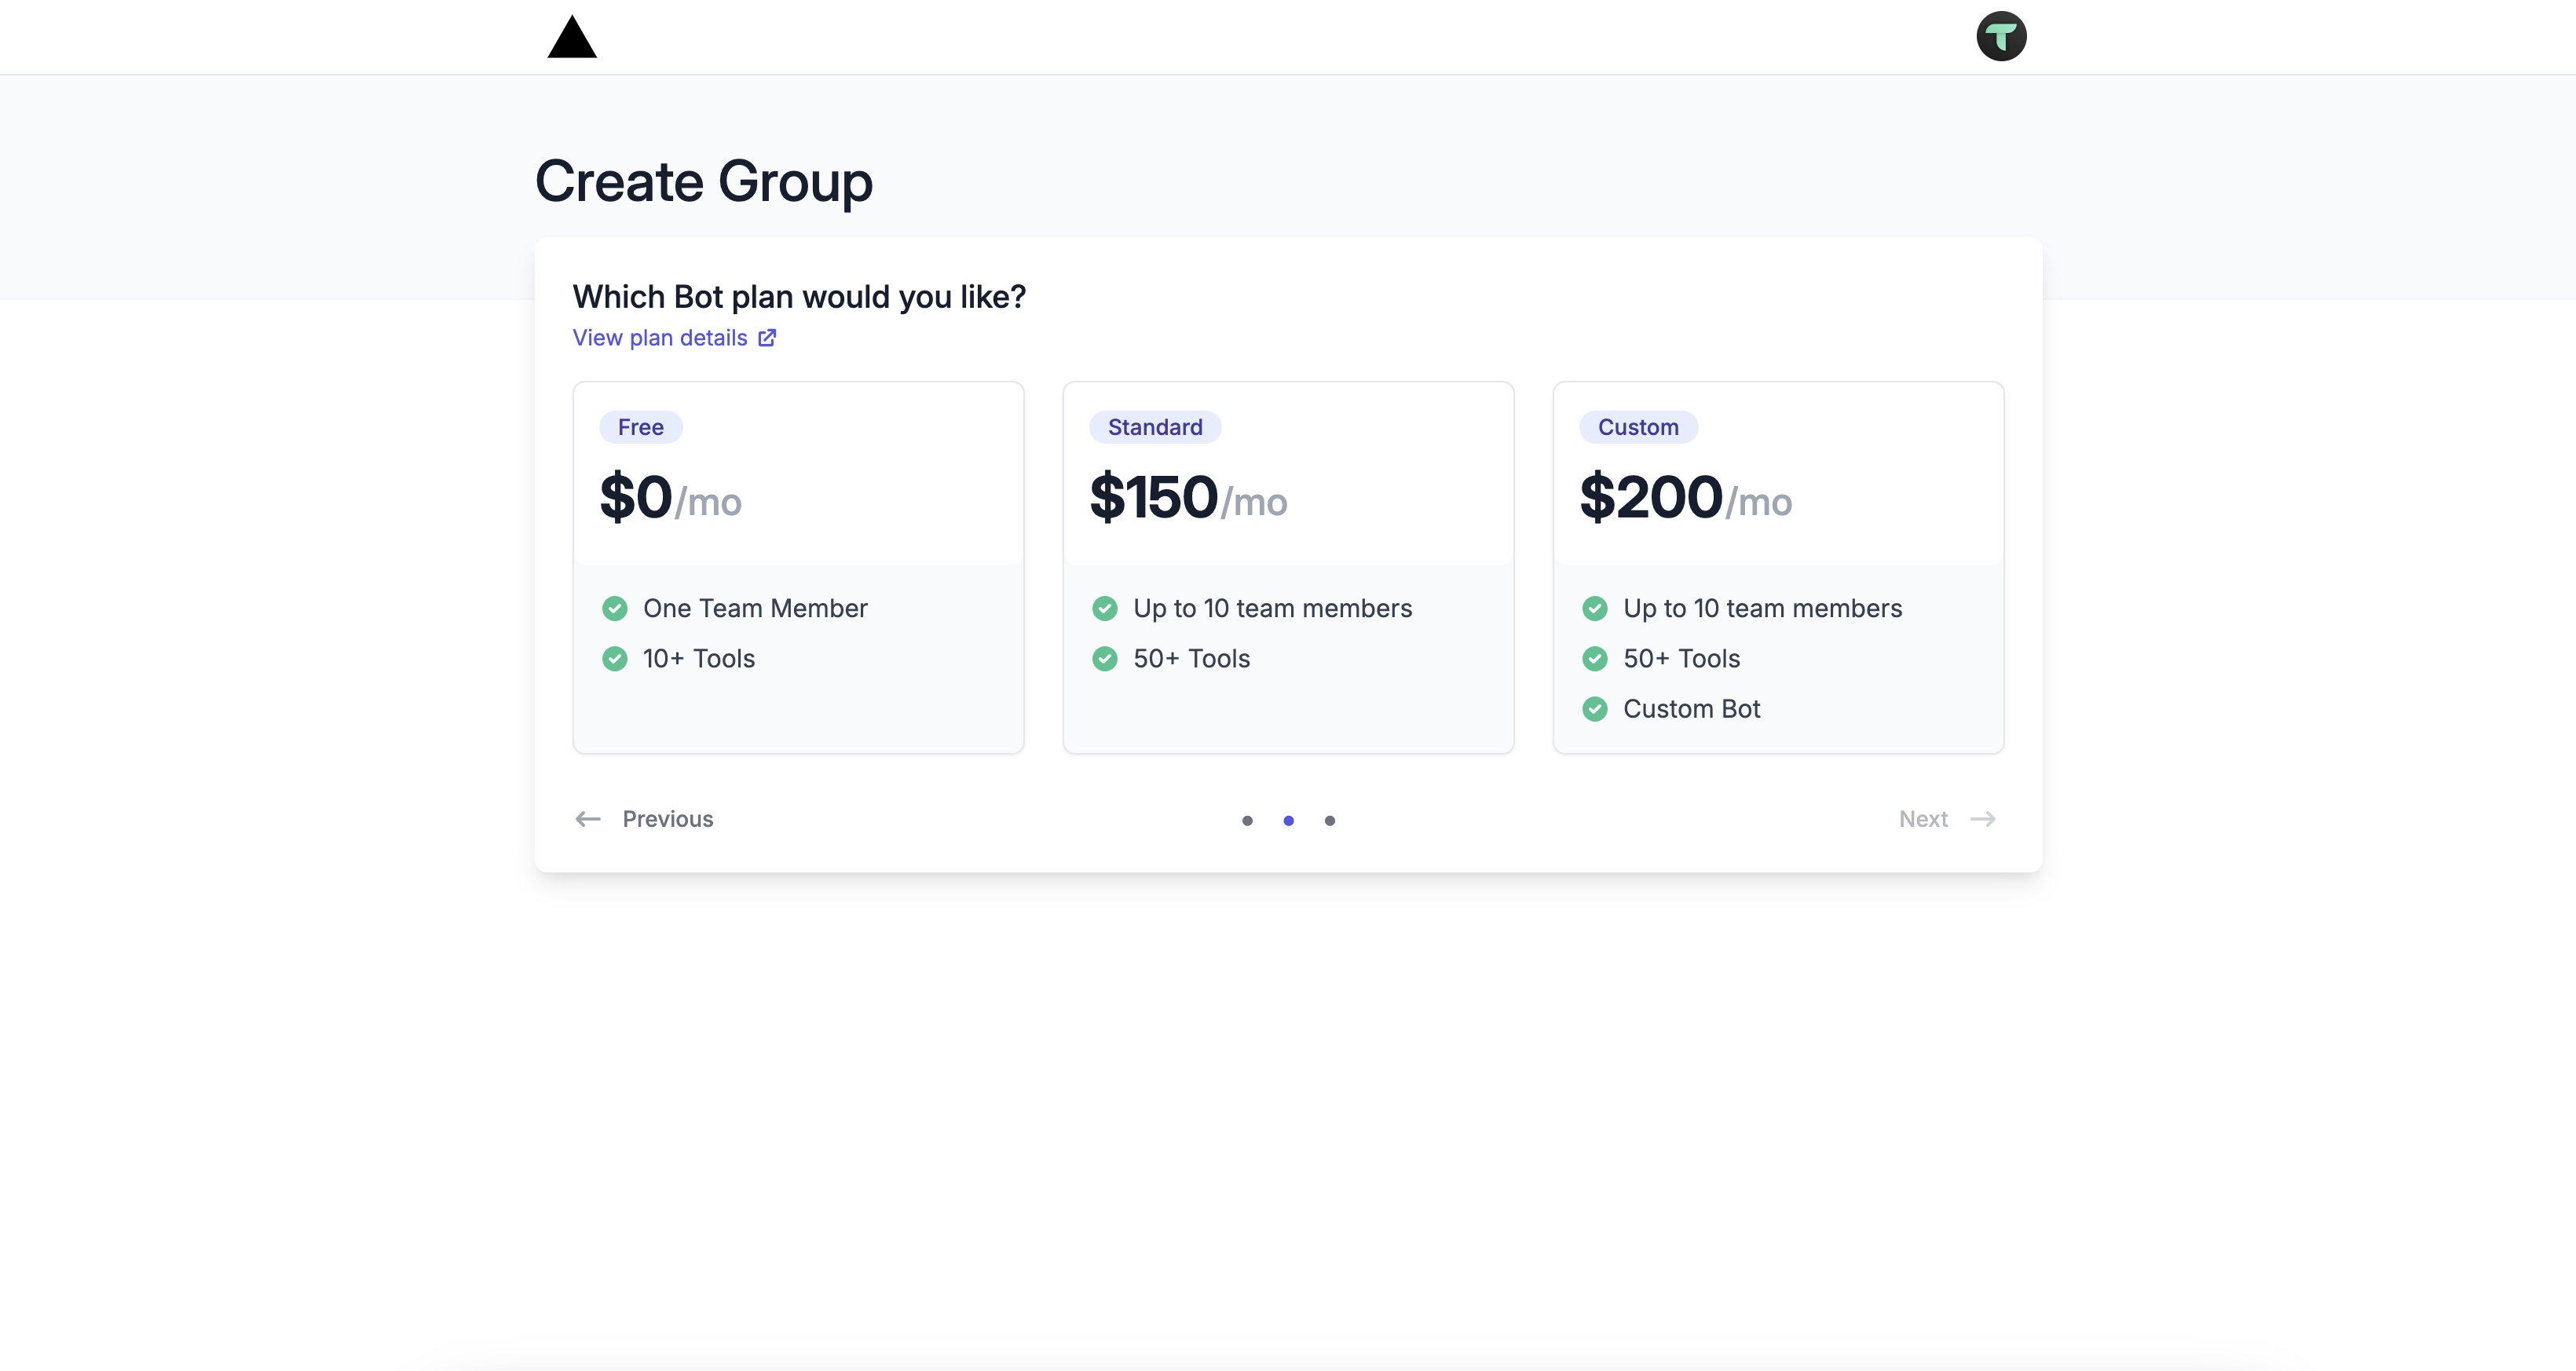 Create Group
Which Bot plan would you like?
View plan details
Free
$0/mo
One Team Member
10+ Tools
Standard
$150/mo
Up to 10 team members
50+ Tools
Custom
$200/mo
Up to 10 team members
50+ Tools
Custom Bot
Previous
Next